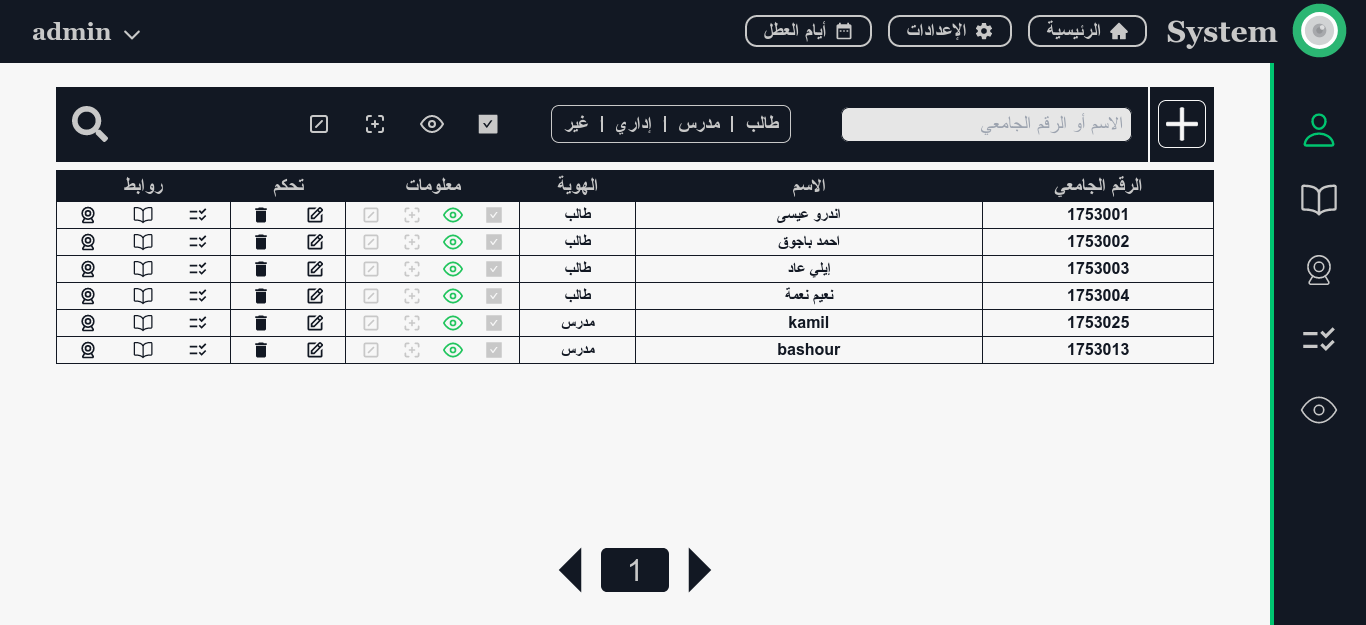 System الرئيسية الإعدادات أيام العطل admin
الاسم أو الرقم الجامعي طالب | مدرس | إداري | غير
الرقم الجامعي الاسم الهوية معلومات تحكم روابط
1753001 اندرو عيسى طالب
1753002 احمد باجوق طالب
1753003 إيلي عاد طالب
1753004 نعيم نعمة طالب
1753025 kamil مدرس
1753013 bashour مدرس
1